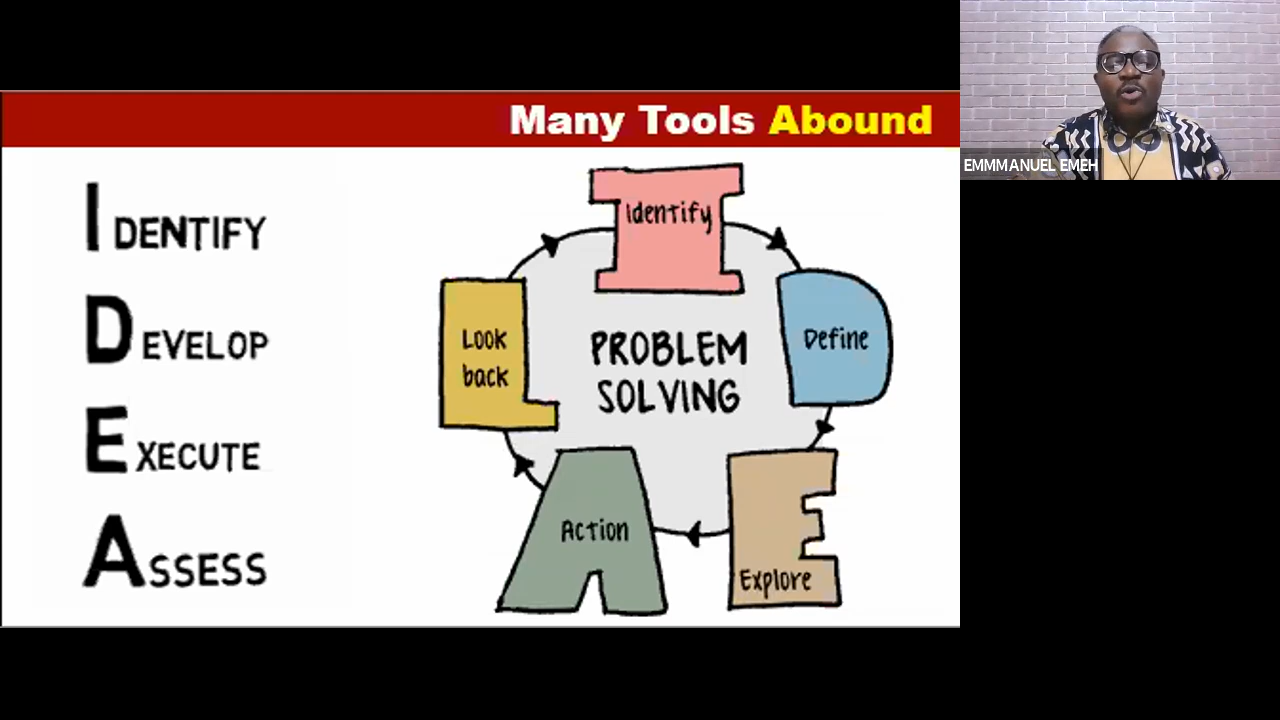 Many Tools Abound
EMMMANUEL EMEH
IDENTIFY
DEVELOP
EXECUTE
ASSESS
Identify
Define
Explore
Action
Look
back
PROBLEM
SOLVING